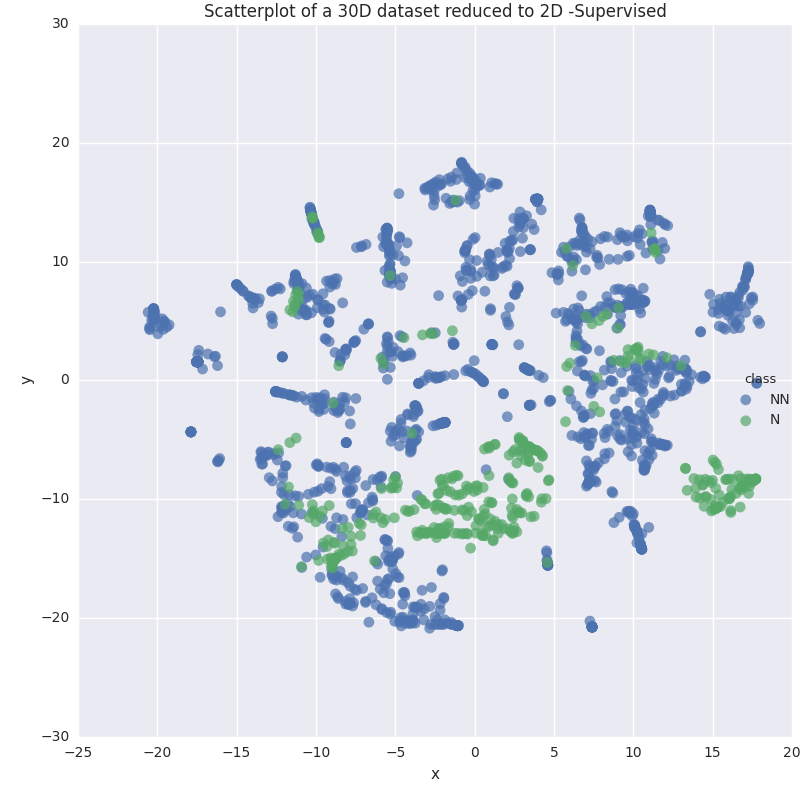 Scatterplot of a 30D dataset reduced to 2D -Supervised
30
20
10
0
−10
−20
−30
y
class
NN
N
−25
−20
−15
−10
−5
0
5
10
15
20
x